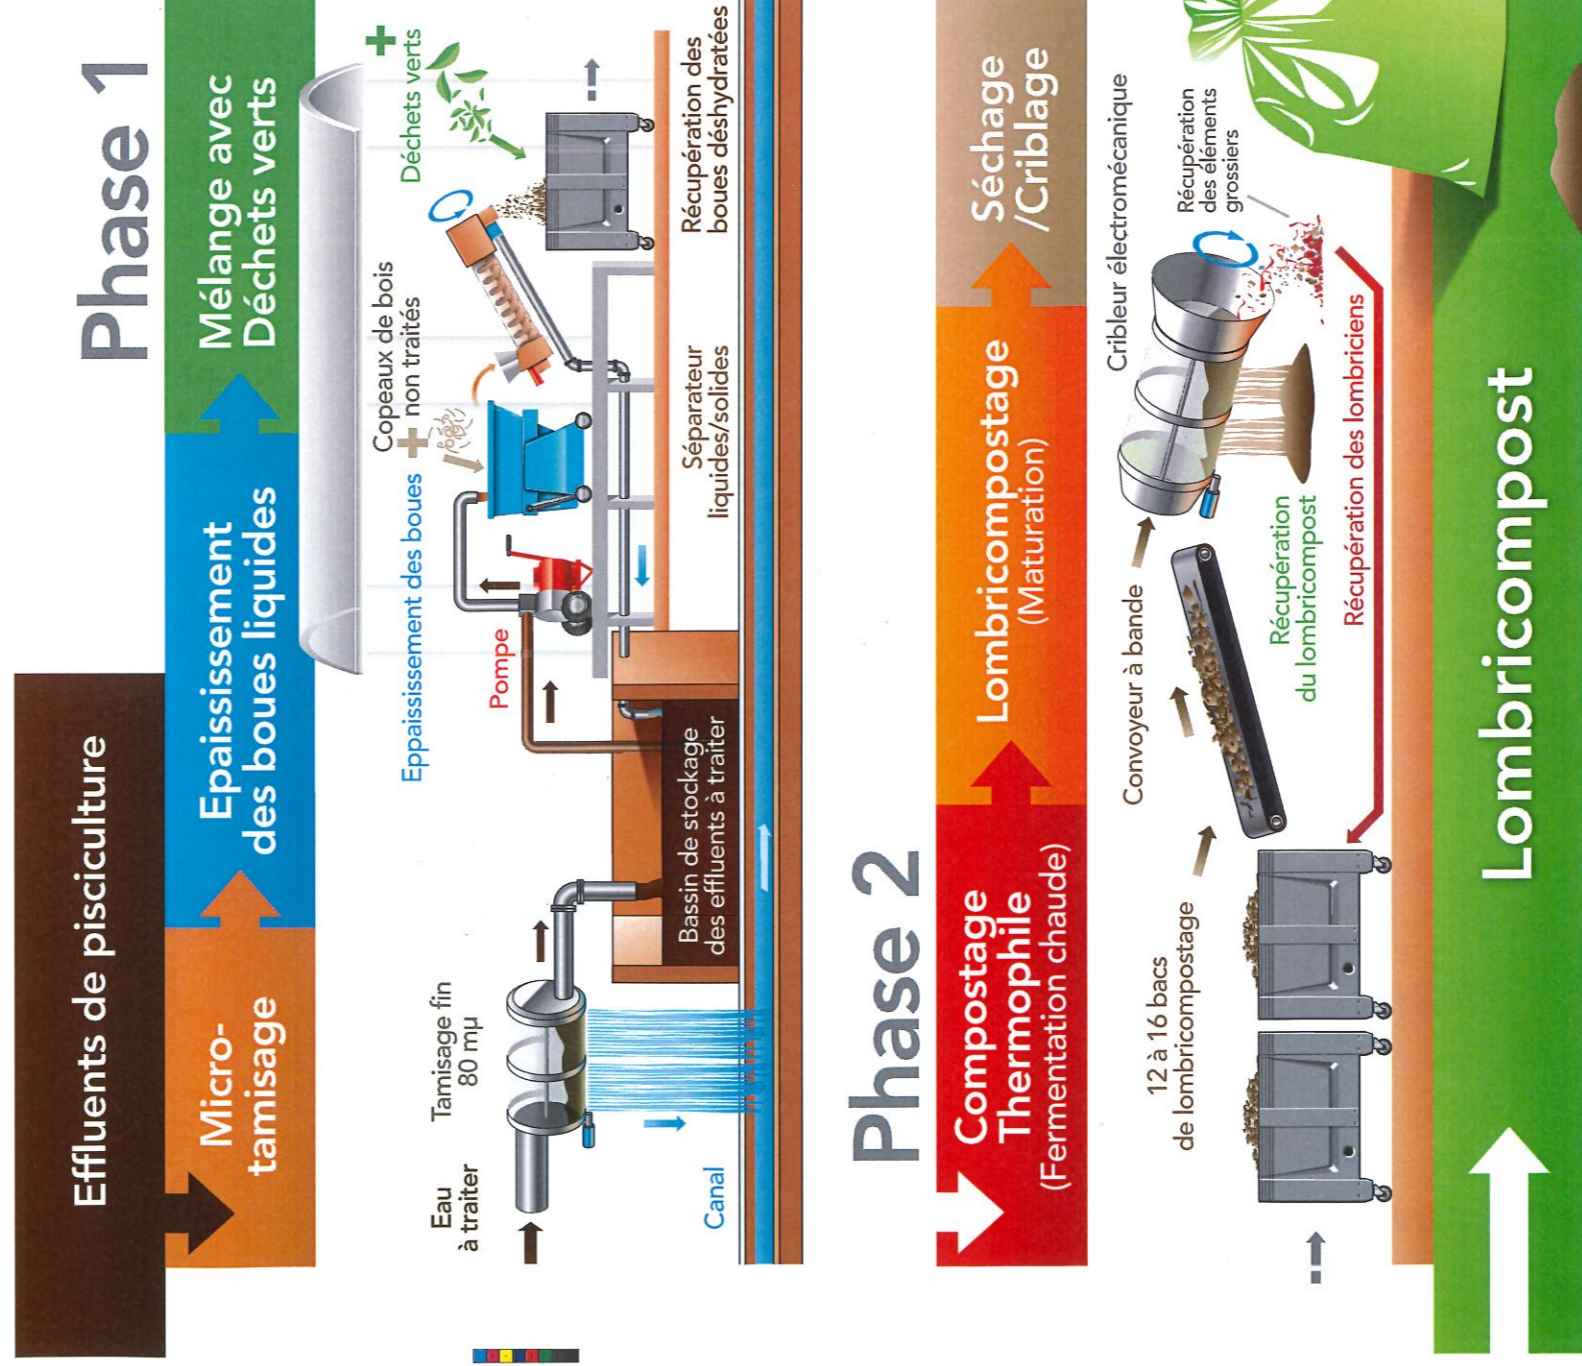 Effluents de pisciculture
Phase 1
Micro-
tamisage
Epaississement
des boues liquides
Mélange avec
Déchets verts
Eau
à traiter
Tamisage fin
80 mµ
Canal
Bassin de stockage
des effluents à traiter
Pompe
Eppaississement des boues
Copeaux de bois
+ non traités
+
Déchets verts
Séparateur
liquides/solides
Récupération des
boues déshydratées
Phase 2
Compostage
Thermophile
(Fermentation chaude)
Lombricompostage
(Maturation)
Séchage
/Criblage
12 à 16 bacs
de lombricompostage
Convoyeur à bande
Cribleur électromécanique
Récupération
des éléments
grossiers
Récupération
du lombricompost
Récupération des lombriciens
Lombricompost